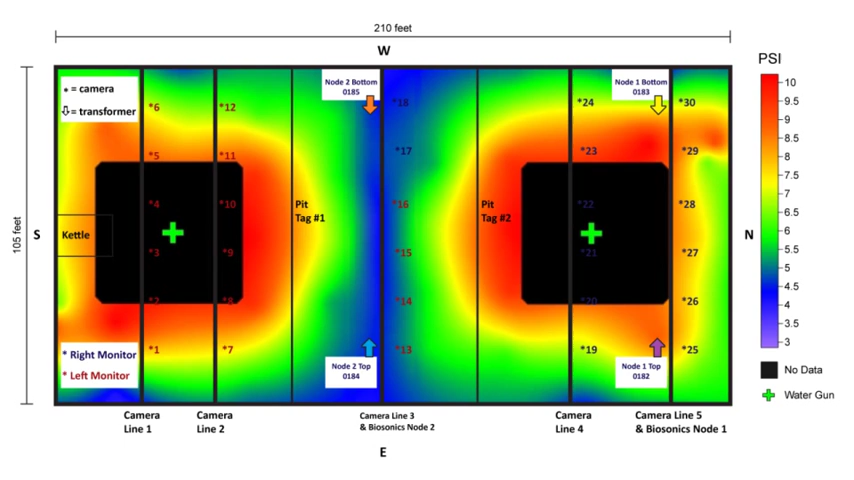 210 feet
W
PSI
* = camera
= transformer
Node 2 Bottom
0185
Node 1 Bottom
0183
*6
*12
*18
*24
*30
*5
*11
*17
*23
*29
*4
*10
Pit
Tag #1
*16
Pit
Tag #2
*22
*28
105 feet
S
Kettle
N
*3
*9
*15
*21
*27
*2
*8
*14
*20
*26
*1
*7
*13
*19
*25
* Right Monitor
* Left Monitor
Node 2 Top
0184
Node 1 Top
0182
10
9.5
9
8.5
8
7.5
7
6.5
6
5.5
5
4.5
4
3.5
3
No Data
Water Gun
Camera
Line 1
Camera
Line 2
Camera Line 3
& Biosonics Node 2
Camera
Line 4
Camera Line 5
& Biosonics Node 1
E